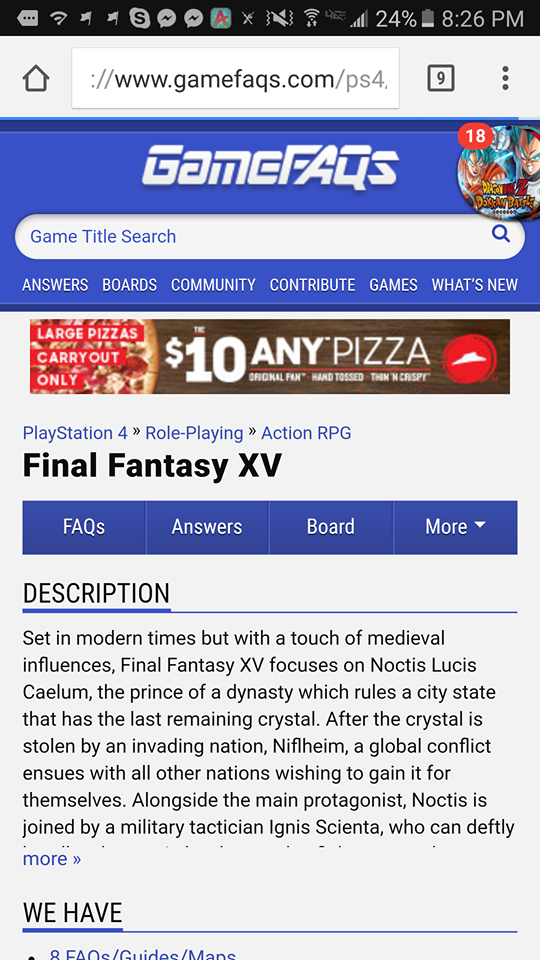 24% 8:26 PM
://www.gamefaqs.com/ps4/
9
18
GameFAQs
DRAGON BALL Z
DOKKAN BATTLE
Game Title Search
ANSWERS BOARDS COMMUNITY CONTRIBUTE GAMES WHAT'S NEW
LARGE PIZZAS
CARRYOUT
ONLY
THE
$10 ANY PIZZA
ORIGINAL PAN™ · HAND TOSSED · THIN 'N CRISPY®
PlayStation 4 » Role-Playing » Action RPG
Final Fantasy XV
FAQs Answers Board More
DESCRIPTION
Set in modern times but with a touch of medieval
influences, Final Fantasy XV focuses on Noctis Lucis
Caelum, the prince of a dynasty which rules a city state
that has the last remaining crystal. After the crystal is
stolen by an invading nation, Niflheim, a global conflict
ensues with all other nations wishing to gain it for
themselves. Alongside the main protagonist, Noctis is
joined by a military tactician Ignis Scienta, who can deftly
more »
WE HAVE
• 8 FAQs/Guides/Maps